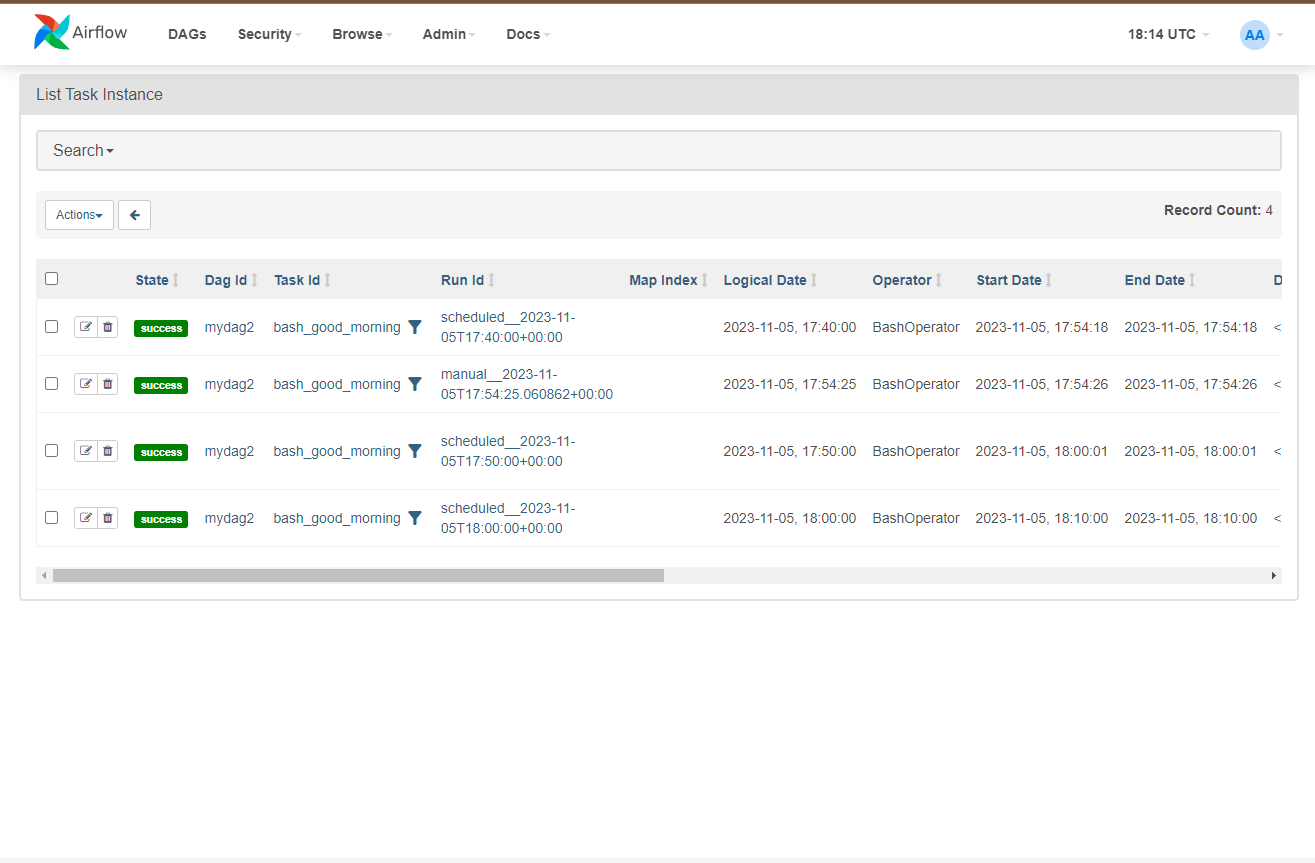 Airflow DAGs Security Browse Admin Docs 18:14 UTC AA
List Task Instance
Search
Actions Record Count: 4
State Dag Id Task Id Run Id Map Index Logical Date Operator Start Date End Date D
success mydag2 bash_good_morning scheduled__2023-11-
05T17:40:00+00:00 2023-11-05, 17:40:00 BashOperator 2023-11-05, 17:54:18 2023-11-05, 17:54:18 <
success mydag2 bash_good_morning manual__2023-11-
05T17:54:25.060862+00:00 2023-11-05, 17:54:25 BashOperator 2023-11-05, 17:54:26 2023-11-05, 17:54:26 <
success mydag2 bash_good_morning scheduled__2023-11-
05T17:50:00+00:00 2023-11-05, 17:50:00 BashOperator 2023-11-05, 18:00:01 2023-11-05, 18:00:01 <
success mydag2 bash_good_morning scheduled__2023-11-
05T18:00:00+00:00 2023-11-05, 18:00:00 BashOperator 2023-11-05, 18:10:00 2023-11-05, 18:10:00 <